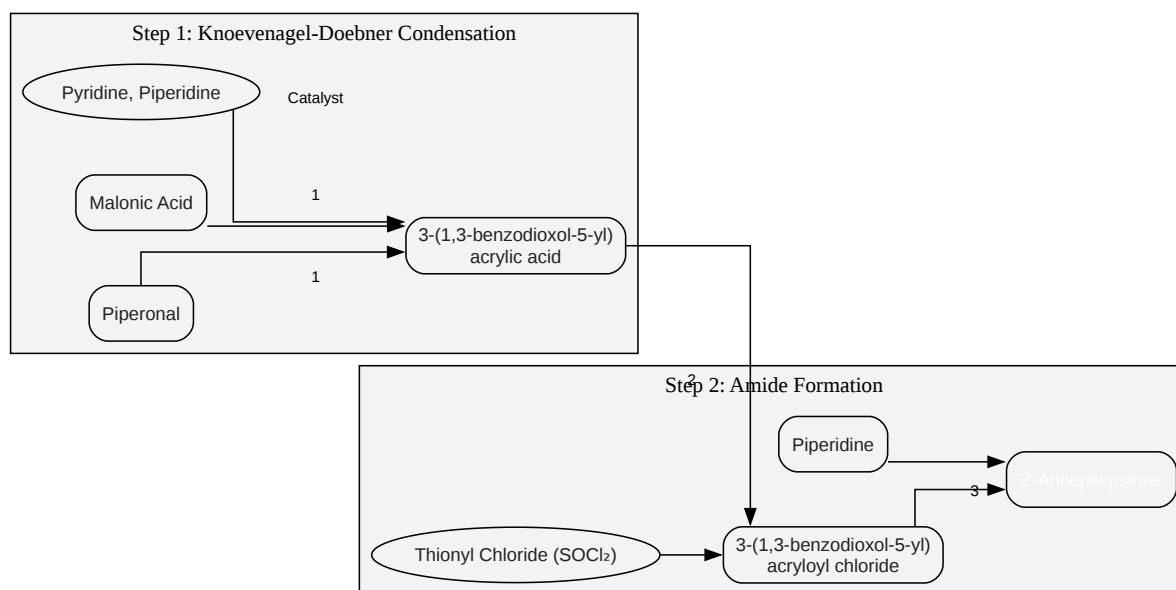 Step 1: Knoevenagel-Doebner Condensation
Pyridine, Piperidine
Catalyst
Malonic Acid
1
3-(1,3-benzodioxol-5-yl)
acrylic acid
1
Piperonal
2
Step 2: Amide Formation
Piperidine
Z-Antiepilepsirine
3
Thionyl Chloride (SOCl₂)
3-(1,3-benzodioxol-5-yl)
acryloyl chloride